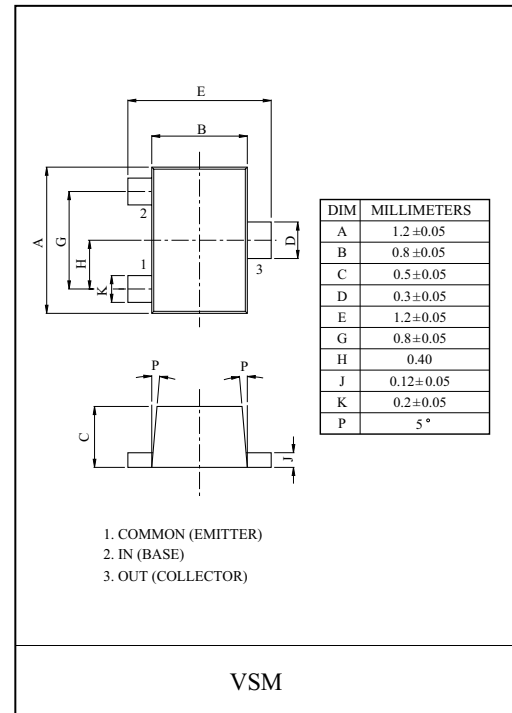 E
B
A
G
H
K
D
2
1
3
DIM MILLIMETERS
A 1.2±0.05
B 0.8±0.05
C 0.5±0.05
D 0.3±0.05
E 1.2±0.05
G 0.8±0.05
H 0.40
J 0.12±0.05
K 0.2±0.05
P 5°
P P
C
J
1. COMMON (EMITTER)
2. IN (BASE)
3. OUT (COLLECTOR)
VSM